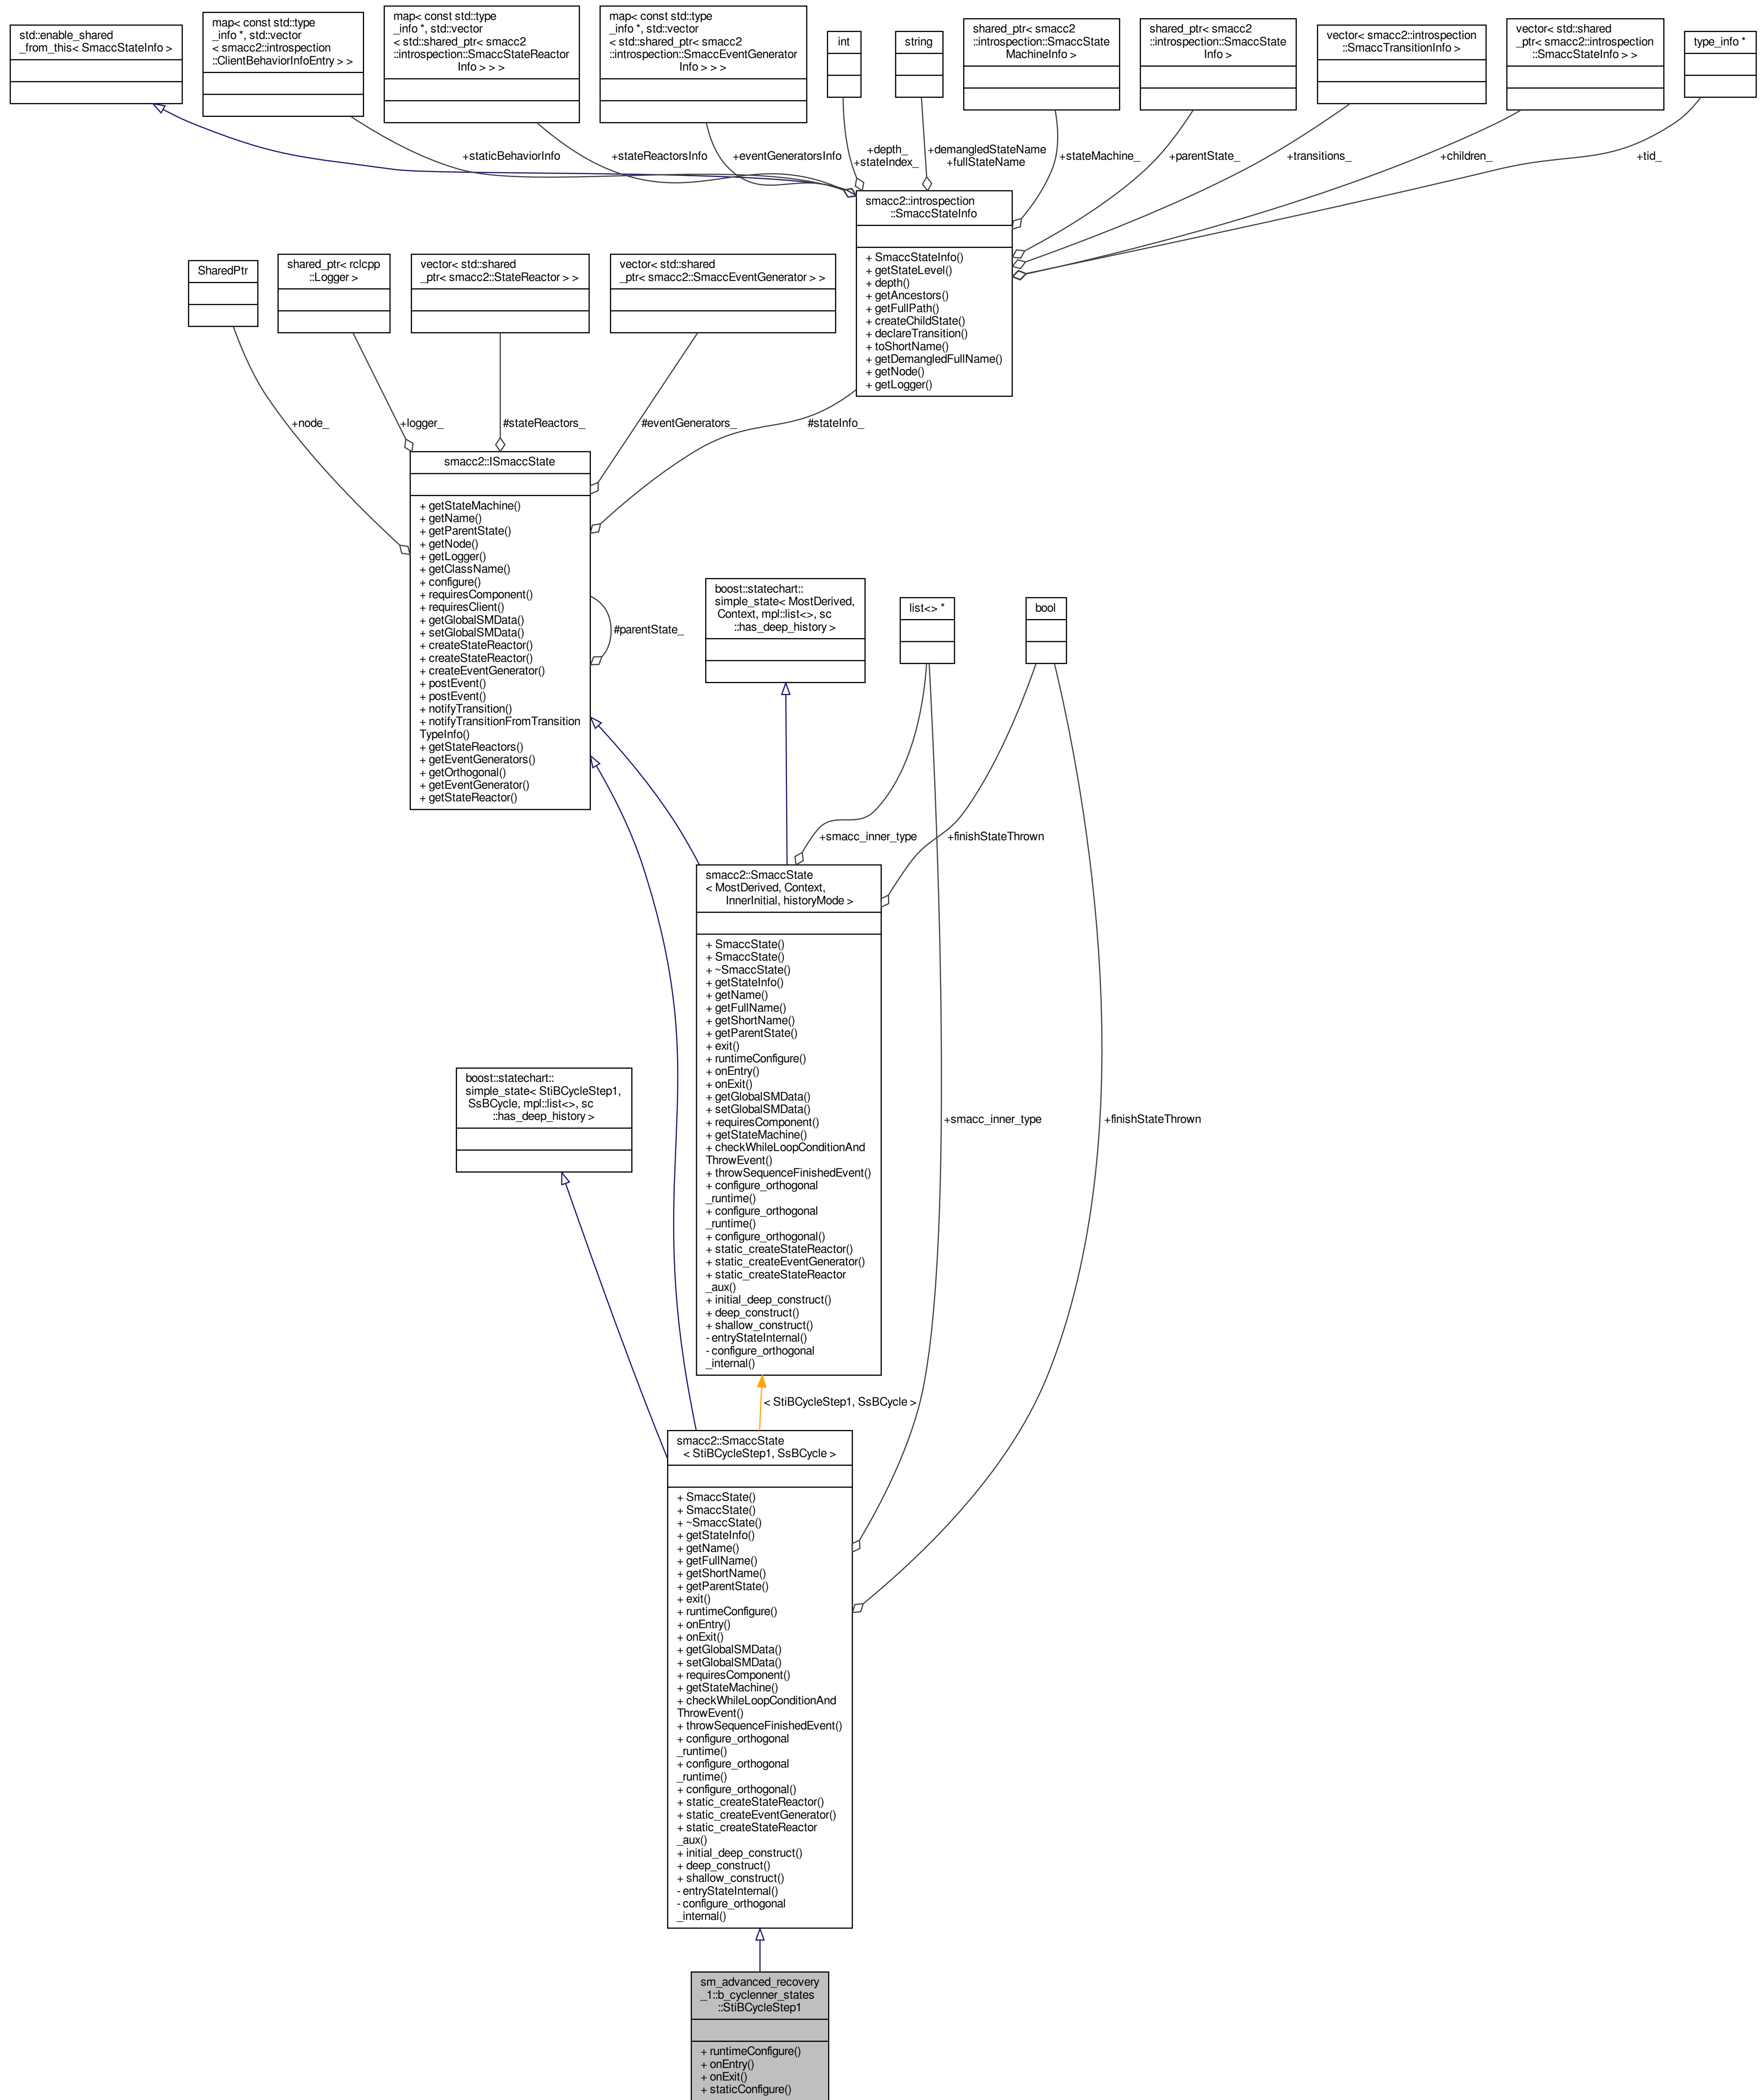 std::enable_shared
_from_this< SmaccStateInfo >
map< const std::type
_info *, std::vector
< smacc2::introspection
::ClientBehaviorInfoEntry > >
map< const std::type
_info *, std::vector
< std::shared_ptr< smacc2
::introspection::SmaccStateReactor
Info > > >
map< const std::type
_info *, std::vector
< std::shared_ptr< smacc2
::introspection::SmaccEventGenerator
Info > > >
int
string
shared_ptr< smacc2
::introspection::SmaccState
MachineInfo >
shared_ptr< smacc2
::introspection::SmaccState
Info >
vector< smacc2::introspection
::SmaccTransitionInfo >
vector< std::shared
_ptr< smacc2::introspection
::SmaccStateInfo > >
type_info *
+staticBehaviorInfo
+stateReactorsInfo
+eventGeneratorsInfo
+depth_
+stateIndex_
+demangledStateName
+fullStateName
+stateMachine_
+parentState_
+transitions_
+children_
+tid_
smacc2::introspection
::SmaccStateInfo
+ SmaccStateInfo()
+ getStateLevel()
+ depth()
+ getAncestors()
+ getFullPath()
+ createChildState()
+ declareTransition()
+ toShortName()
+ getDemangledFullName()
+ getNode()
+ getLogger()
SharedPtr
shared_ptr< rclcpp
::Logger >
vector< std::shared
_ptr< smacc2::StateReactor > >
vector< std::shared
_ptr< smacc2::SmaccEventGenerator > >
+node_
+logger_
#stateReactors_
#eventGenerators_
#stateInfo_
smacc2::ISmaccState
+ getStateMachine()
+ getName()
+ getParentState()
+ getNode()
+ getLogger()
+ getClassName()
+ configure()
+ requiresComponent()
+ requiresClient()
+ getGlobalSMData()
+ setGlobalSMData()
+ createStateReactor()
+ createStateReactor()
+ createEventGenerator()
+ postEvent()
+ postEvent()
+ notifyTransition()
+ notifyTransitionFromTransition
TypeInfo()
+ getStateReactors()
+ getEventGenerators()
+ getOrthogonal()
+ getEventGenerator()
+ getStateReactor()
#parentState_
boost::statechart::
simple_state< MostDerived,
Context, mpl::list<>, sc
::has_deep_history >
list<> *
bool
+smacc_inner_type
+finishStateThrown
smacc2::SmaccState
< MostDerived, Context,
InnerInitial, historyMode >
+ SmaccState()
+ SmaccState()
+ ~SmaccState()
+ getStateInfo()
+ getName()
+ getFullName()
+ getShortName()
+ getParentState()
+ exit()
+ runtimeConfigure()
+ onEntry()
+ onExit()
+ getGlobalSMData()
+ setGlobalSMData()
+ requiresComponent()
+ getStateMachine()
+ checkWhileLoopConditionAnd
ThrowEvent()
+ throwSequenceFinishedEvent()
+ configure_orthogonal
_runtime()
+ configure_orthogonal
_runtime()
+ configure_orthogonal()
+ static_createStateReactor()
+ static_createEventGenerator()
+ static_createStateReactor
_aux()
+ initial_deep_construct()
+ deep_construct()
+ shallow_construct()
- entryStateInternal()
- configure_orthogonal
_internal()
boost::statechart::
simple_state< StiBCycleStep1,
SsBCycle, mpl::list<>, sc
::has_deep_history >
+smacc_inner_type
+finishStateThrown
< StiBCycleStep1, SsBCycle >
smacc2::SmaccState
< StiBCycleStep1, SsBCycle >
+ SmaccState()
+ SmaccState()
+ ~SmaccState()
+ getStateInfo()
+ getName()
+ getFullName()
+ getShortName()
+ getParentState()
+ exit()
+ runtimeConfigure()
+ onEntry()
+ onExit()
+ getGlobalSMData()
+ setGlobalSMData()
+ requiresComponent()
+ getStateMachine()
+ checkWhileLoopConditionAnd
ThrowEvent()
+ throwSequenceFinishedEvent()
+ configure_orthogonal
_runtime()
+ configure_orthogonal
_runtime()
+ configure_orthogonal()
+ static_createStateReactor()
+ static_createEventGenerator()
+ static_createStateReactor
_aux()
+ initial_deep_construct()
+ deep_construct()
+ shallow_construct()
- entryStateInternal()
- configure_orthogonal
_internal()
sm_advanced_recovery
_1::b_cyclenner_states
::StiBCycleStep1
+ runtimeConfigure()
+ onEntry()
+ onExit()
+ staticConfigure()